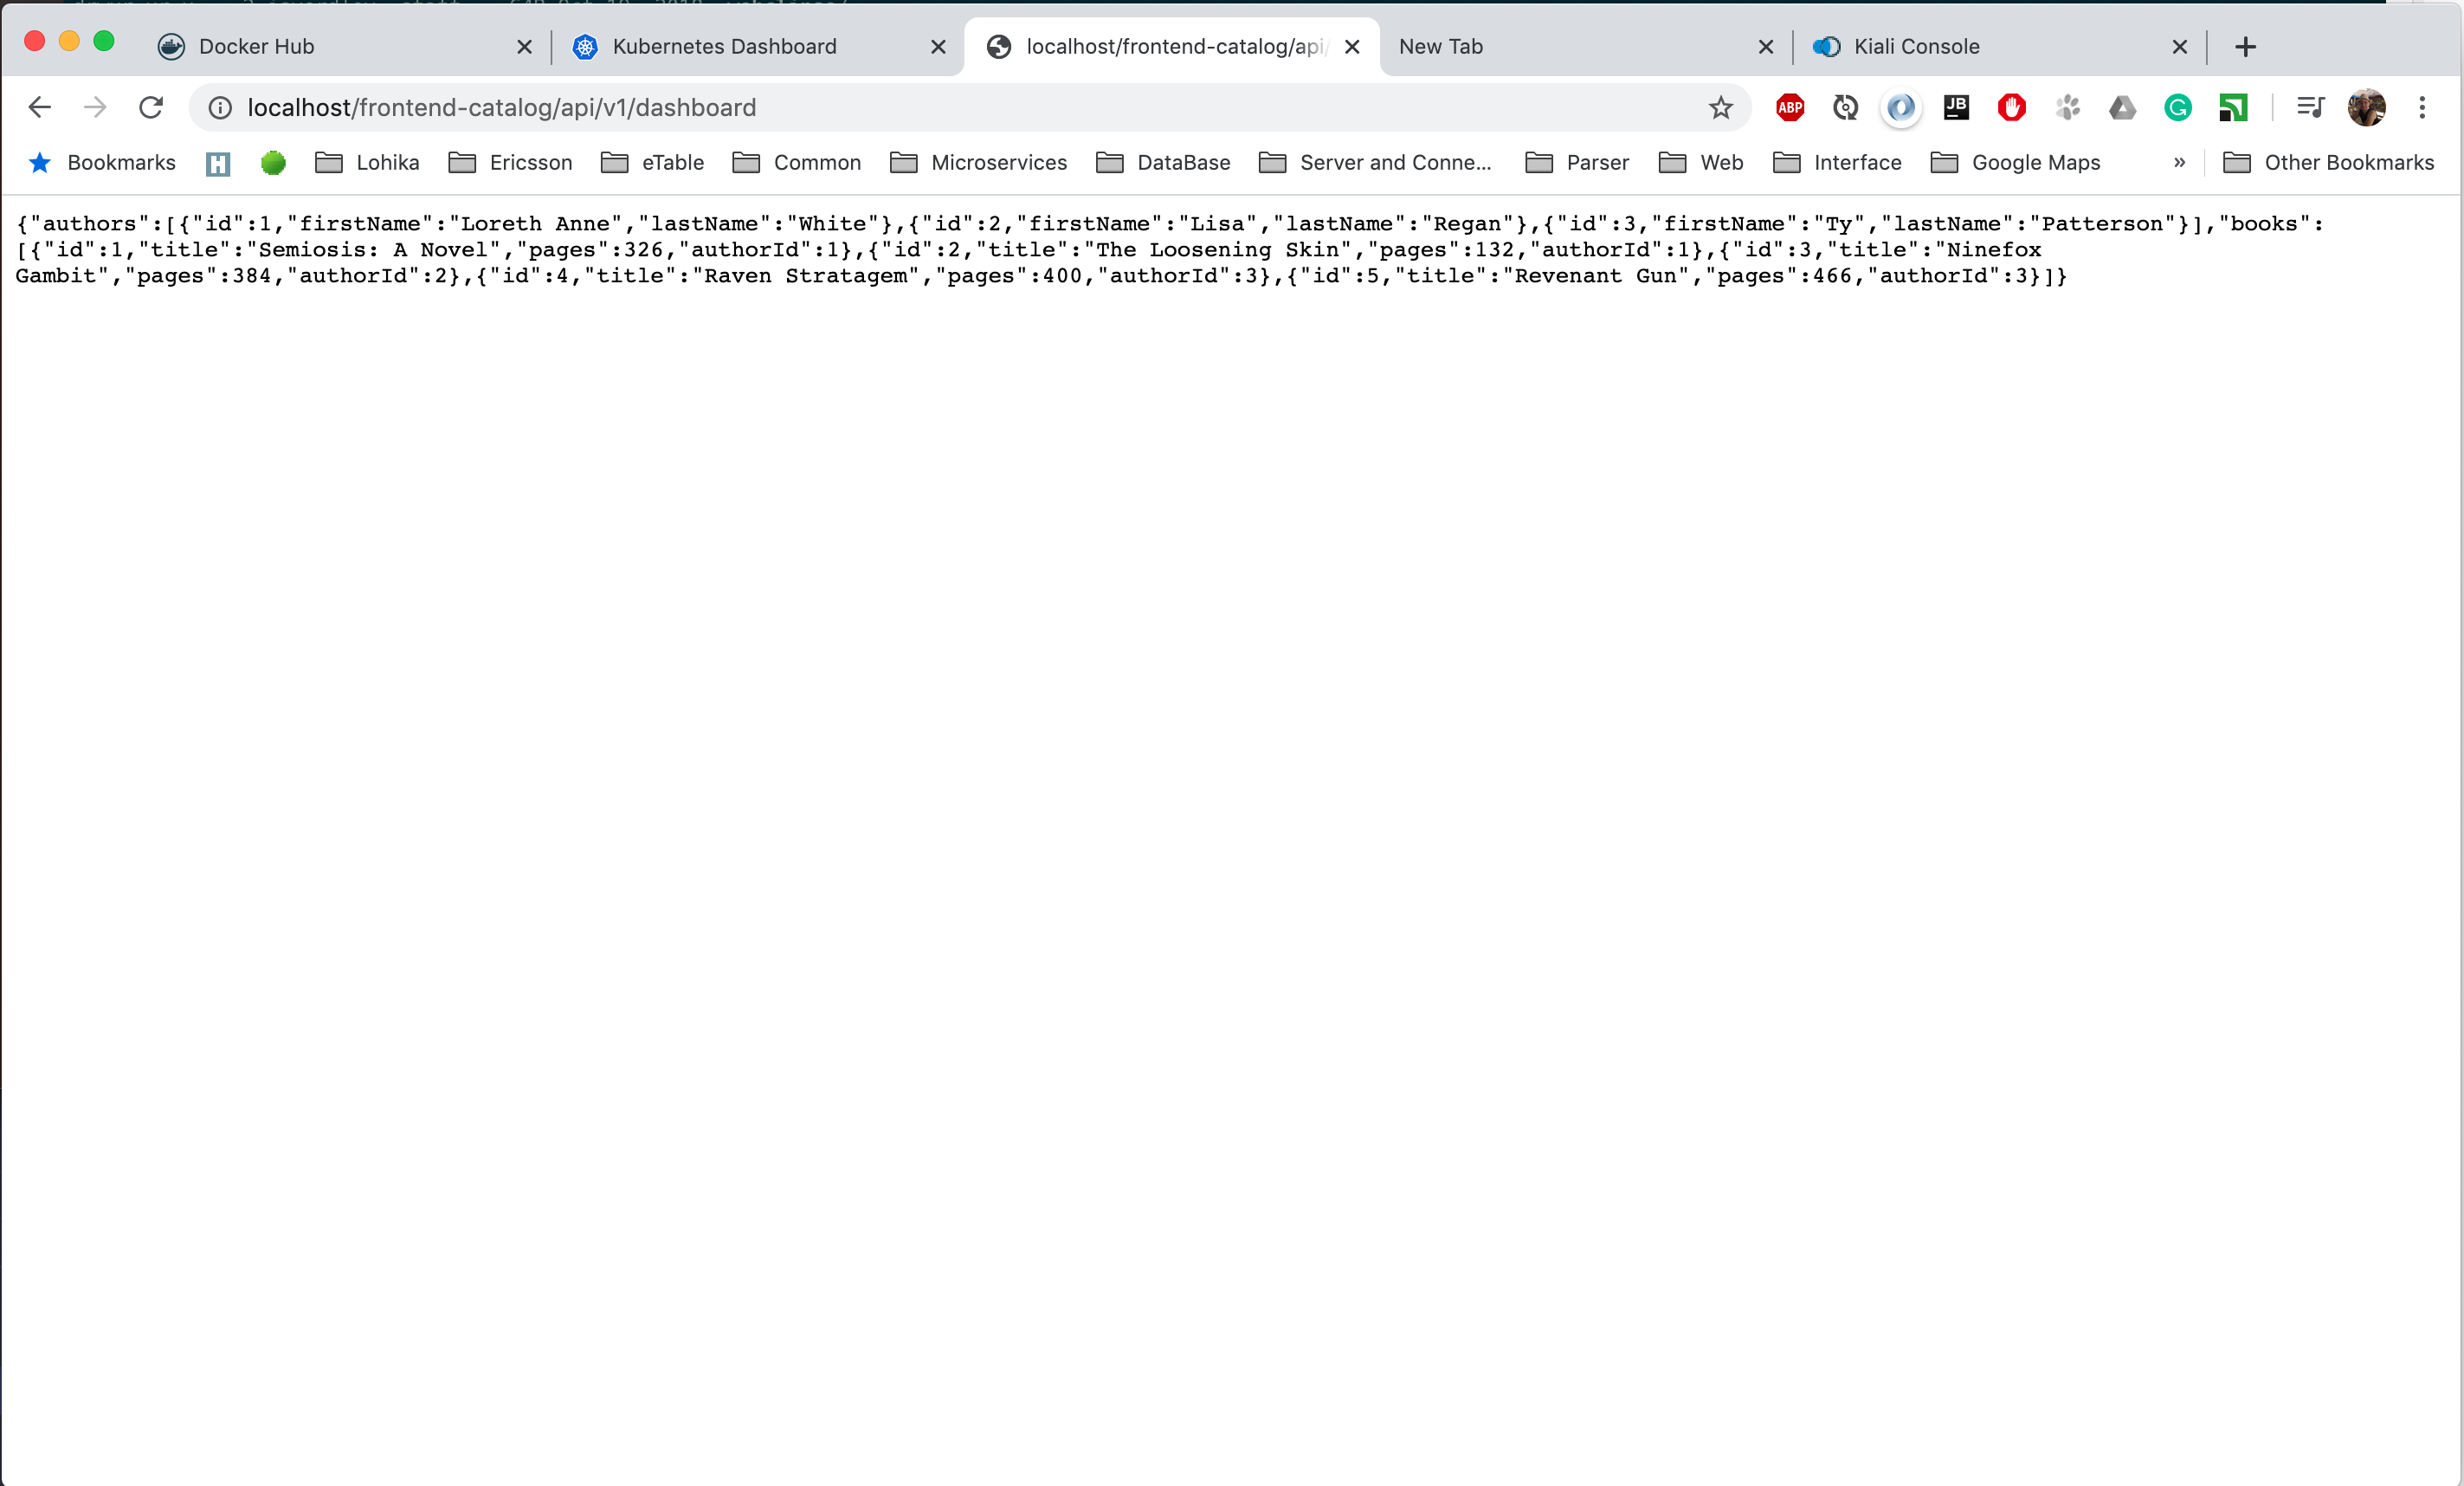 Docker Hub
Kubernetes Dashboard
localhost/frontend-catalog/api/
New Tab
Kiali Console
localhost/frontend-catalog/api/v1/dashboard
ABP
JB
G
Bookmarks
H
Lohika
Ericsson
eTable
Common
Microservices
DataBase
Server and Conne...
Parser
Web
Interface
Google Maps
»
Other Bookmarks
{"authors":[{"id":1,"firstName":"Loreth Anne","lastName":"White"},{"id":2,"firstName":"Lisa","lastName":"Regan"},{"id":3,"firstName":"Ty","lastName":"Patterson"}],"books":
[{"id":1,"title":"Semiosis: A Novel","pages":326,"authorId":1},{"id":2,"title":"The Loosening Skin","pages":132,"authorId":1},{"id":3,"title":"Ninefox
Gambit","pages":384,"authorId":2},{"id":4,"title":"Raven Stratagem","pages":400,"authorId":3},{"id":5,"title":"Revenant Gun","pages":466,"authorId":3}]}